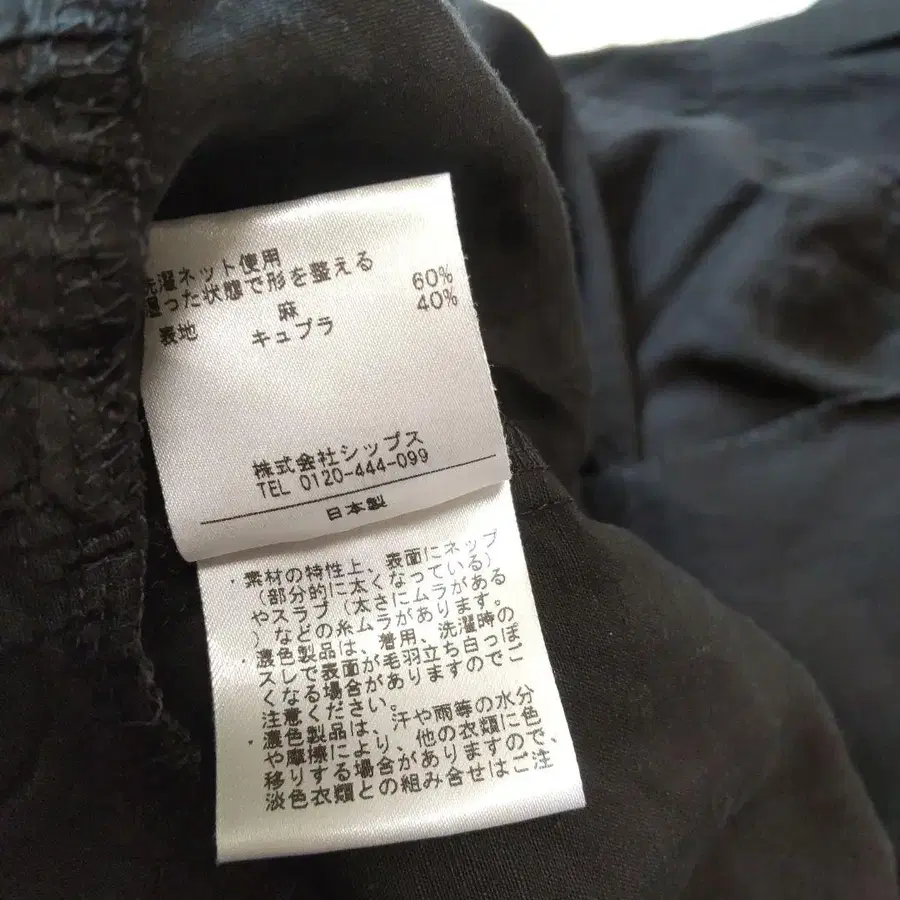 洗濯ネット使用
湿った状態で形を整える
表地 麻 60%
キュプラ 40%
株式会社シップス
TEL 0120-444-099
日本製
・素材の特性上、表面にネップ
(部分的に太くなっている)
やスラブ(太さにムラがある
)などの糸ムラがあります。
・濃色製品は、着用、洗濯時の
スレで表面が毛羽立ち白っぽ
くなる場合がありますのでご
注意ください。
・濃色製品は、汗や雨等の水分
や摩擦により、他の衣類に色
移りする場合がありますので、
淡色衣類との組み合せはご注